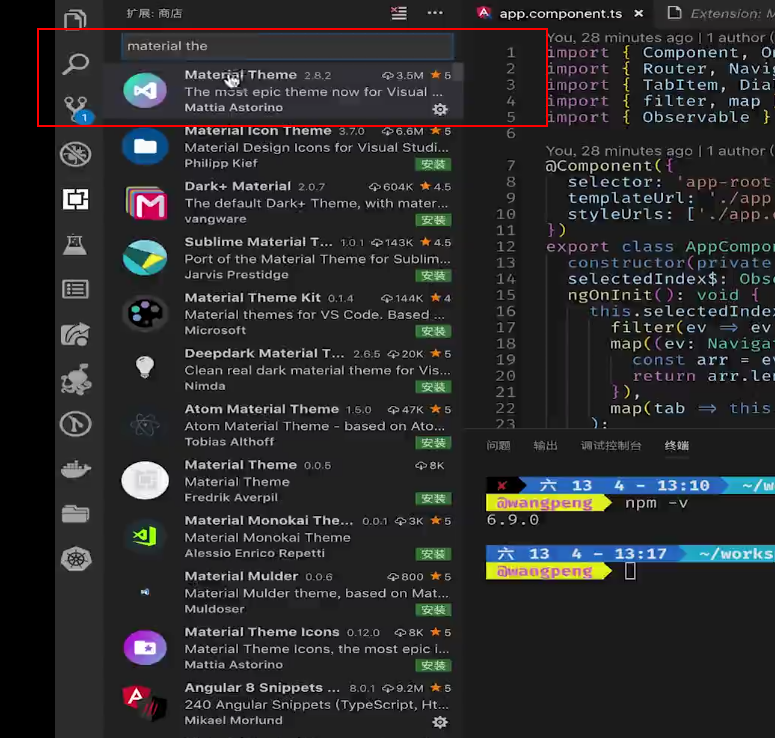 扩展: 商店
material the
Material Theme 2.8.2 3.5M 5
The most epic theme now for Visual ...
Mattia Astorino
Material Icon Theme 3.7.0 6.6M 5
Material Design Icons for Visual Studi...
Philipp Kief 安装
Dark+ Material 2.0.7 604K 4.5
The default Dark+ Theme, with mater...
vangware 安装
Sublime Material T... 1.0.1 143K 4.5
Port of the Material Theme for Sublim...
Jarvis Prestidge 安装
Material Theme Kit 0.1.4 144K 4
Material themes for VS Code. Based ...
Microsoft 安装
Deepdark Material T... 2.6.5 20K 5
Clean real dark material theme for Vis...
Nimda 安装
Atom Material Theme 1.5.0 47K 5
Atom Material Theme - based on Ato...
Tobias Althoff 安装
Material Theme 0.0.5 8K
Material Theme
Fredrik Averpil 安装
Material Monokai The... 0.0.1 3K 5
Material Monokai Theme
Alessio Enrico Repetti 安装
Material Mulder 0.0.6 800 5
Material Mulder theme, based on Mat...
Muldoser 安装
Material Theme Icons 0.12.0 8K 5
Material Theme Icons, the most epic i...
Mattia Astorino 安装
Angular 8 Snippets ... 8.0.1 9.2M 5
240 Angular Snippets (TypeScript, Ht...
Mikael Morlund
1
app.component.ts × Extension: M
You, 28 minutes ago | 1 author (
1 import { Component, On
2 import { Router, Navig
3 import { TabItem, Dia
4 import { filter, map
5 import { Observable }
6
You, 28 minutes ago | 1 author (
7 @Component({
8 selector: 'app-root
9 templateUrl: './app
10 styleUrls: ['./app.
11 })
12 export class AppCompo
13 constructor(private
14 selectedIndex$: Obs
15 ngOnInit(): void {
16 this.selectedIndex
17 filter(ev ⇒ ev
18 map((ev: Navigat
19 const arr = ev
20 return arr.len
21 }),
22 map(tab ⇒ this
23 );
问题 输出 调试控制台 终端
✘ 六 13 4 - 13:10 ~/w
@wangpeng npm -v
6.9.0
六 13 4 - 13:17 ~/works
@wangpeng